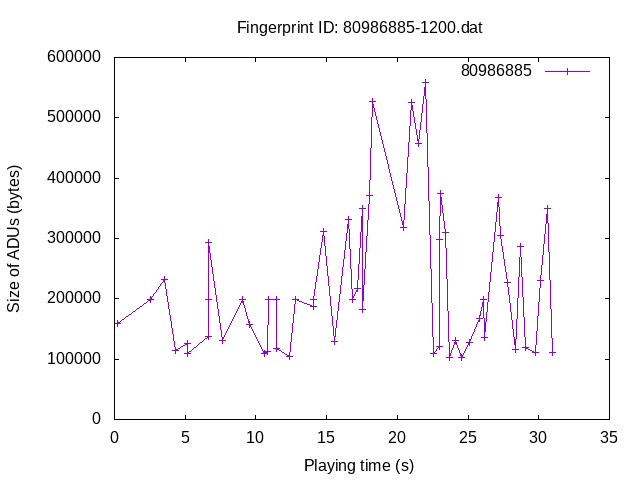 Fingerprint ID: 80986885-1200.dat
80986885
600000
500000
400000
300000
200000
100000
0
Size of ADUs (bytes)
0 5 10 15 20 25 30 35
Playing time (s)